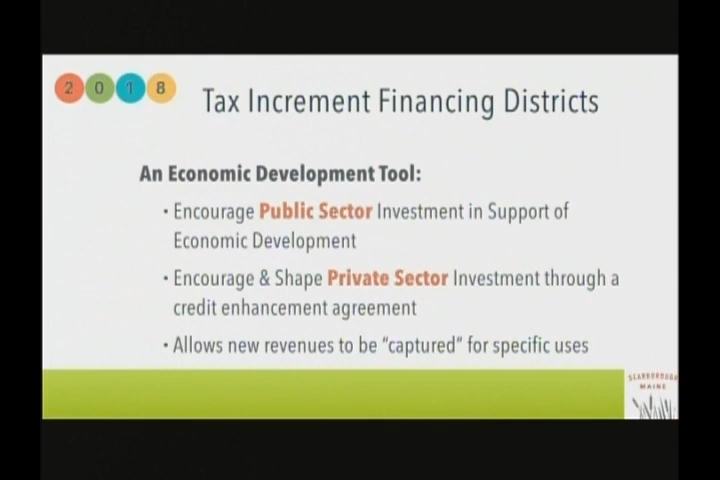 2 0 1 8
Tax Increment Financing Districts
An Economic Development Tool:
• Encourage Public Sector Investment in Support of
Economic Development
• Encourage & Shape Private Sector Investment through a
credit enhancement agreement
• Allows new revenues to be "captured" for specific uses
SCARBOROUGH
MAINE